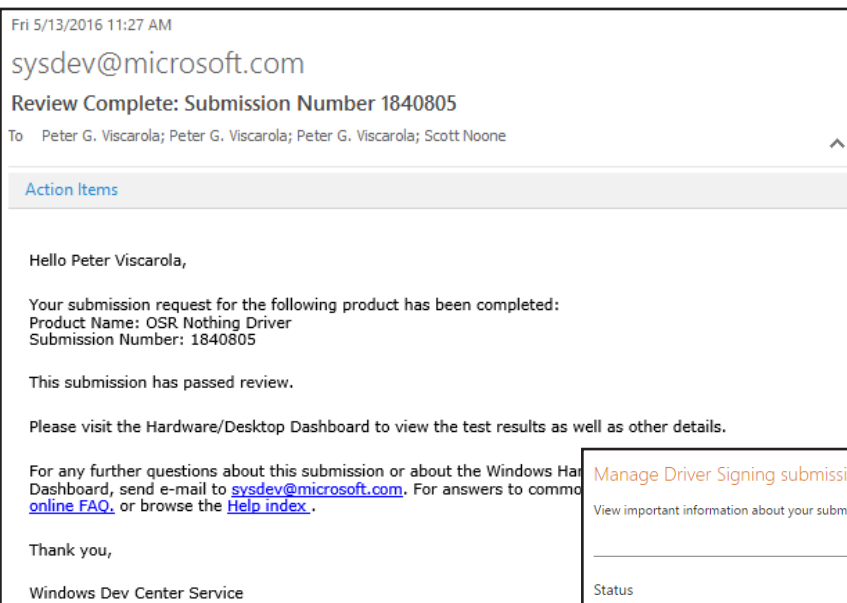 Fri 5/13/2016 11:27 AM
sysdev@microsoft.com
Review Complete: Submission Number 1840805
To Peter G. Viscarola; Peter G. Viscarola; Peter G. Viscarola; Scott Noone
Action Items
Hello Peter Viscarola,
Your submission request for the following product has been completed:
Product Name: OSR Nothing Driver
Submission Number: 1840805
This submission has passed review.
Please visit the Hardware/Desktop Dashboard to view the test results as well as other details.
For any further questions about this submission or about the Windows Har
Dashboard, send e-mail to sysdev@microsoft.com. For answers to commo
online FAQ. or browse the Help index .
Thank you,
Windows Dev Center Service
Manage Driver Signing submissi
View important information about your subm
Status